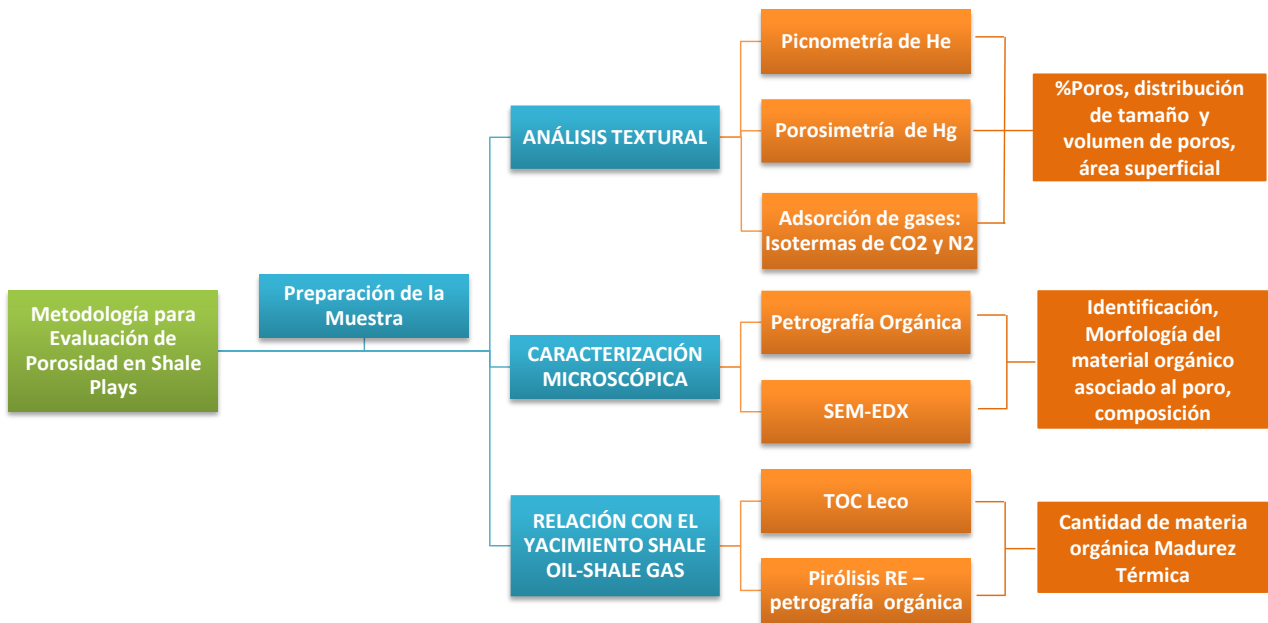 Metodología para
Evaluación de
Porosidad en Shale
Plays
Preparación de la
Muestra
ANÁLISIS TEXTURAL
Picnometría de He
Porosimetría de Hg
Adsorción de gases:
Isotermas de CO2 y N2
%Poros, distribución
de tamaño y
volumen de poros,
área superficial
CARACTERIZACIÓN
MICROSCÓPICA
Petrografía Orgánica
SEM-EDX
Identificación,
Morfología del
material orgánico
asociado al poro,
composición
RELACIÓN CON EL
YACIMIENTO SHALE
OIL-SHALE GAS
TOC Leco
Pirólisis RE –
petrografía orgánica
Cantidad de materia
orgánica Madurez
Térmica